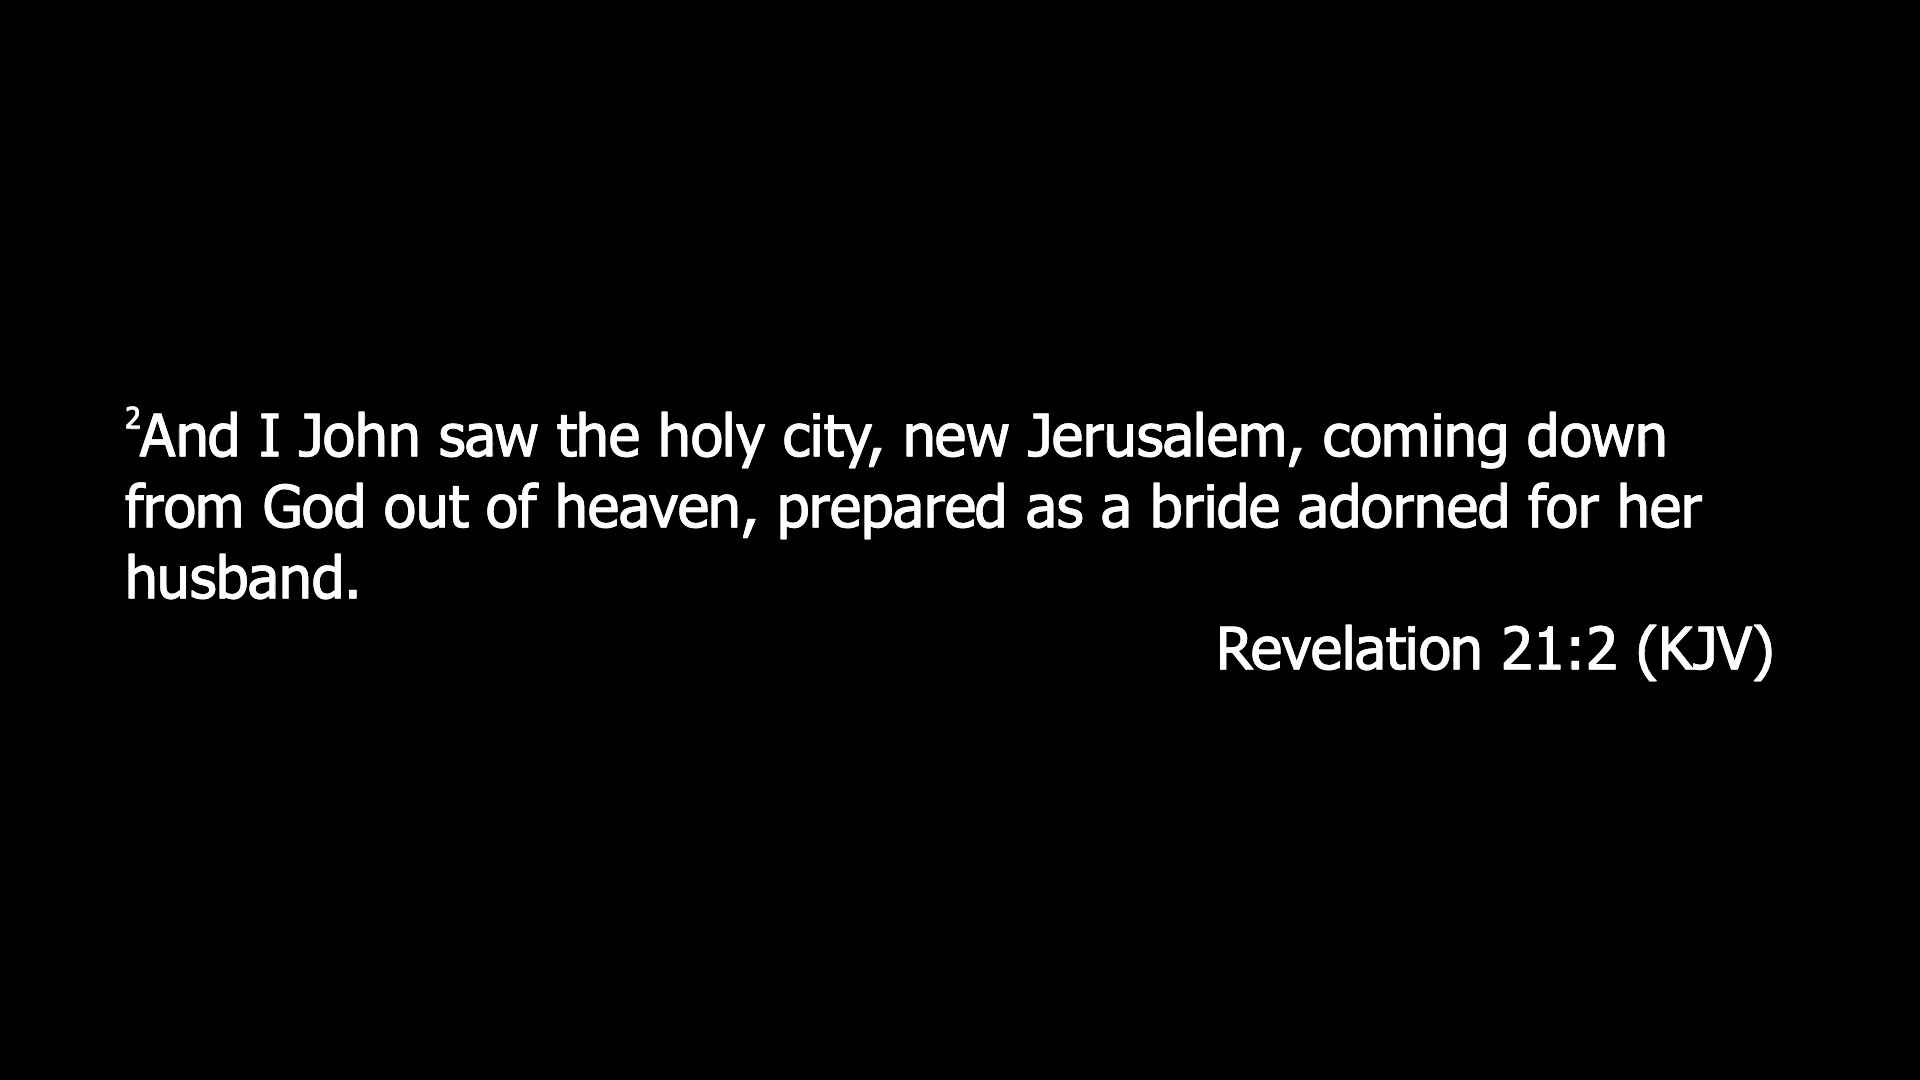 ²And I John saw the holy city, new Jerusalem, coming down
from God out of heaven, prepared as a bride adorned for her
husband.
Revelation 21:2 (KJV)